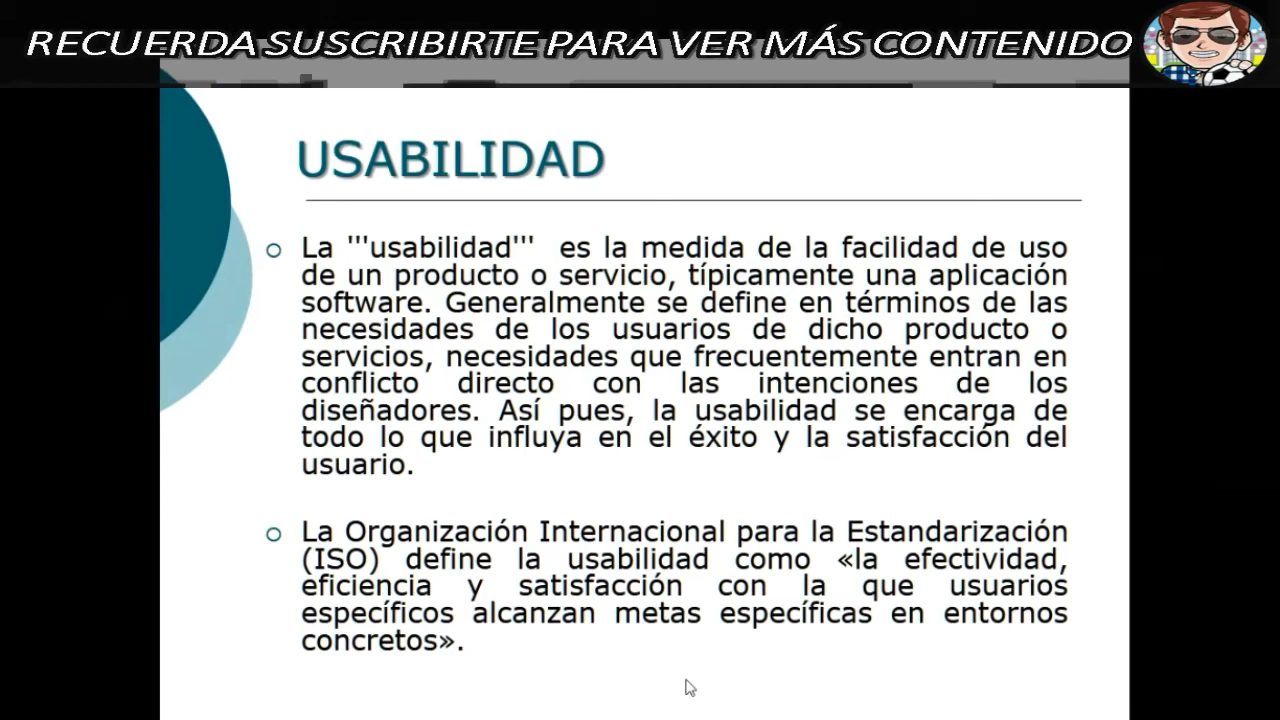 RECUERDA SUSCRIBIRTE PARA VER MÁS CONTENIDO
USABILIDAD
La '''usabilidad''' es la medida de la facilidad de uso
de un producto o servicio, típicamente una aplicación
software. Generalmente se define en términos de las
necesidades de los usuarios de dicho producto o
servicios, necesidades que frecuentemente entran en
conflicto directo con las intenciones de los
diseñadores. Así pues, la usabilidad se encarga de
todo lo que influya en el éxito y la satisfacción del
usuario.
La Organización Internacional para la Estandarización
(ISO) define la usabilidad como «la efectividad,
eficiencia y satisfacción con la que usuarios
específicos alcanzan metas específicas en entornos
concretos».